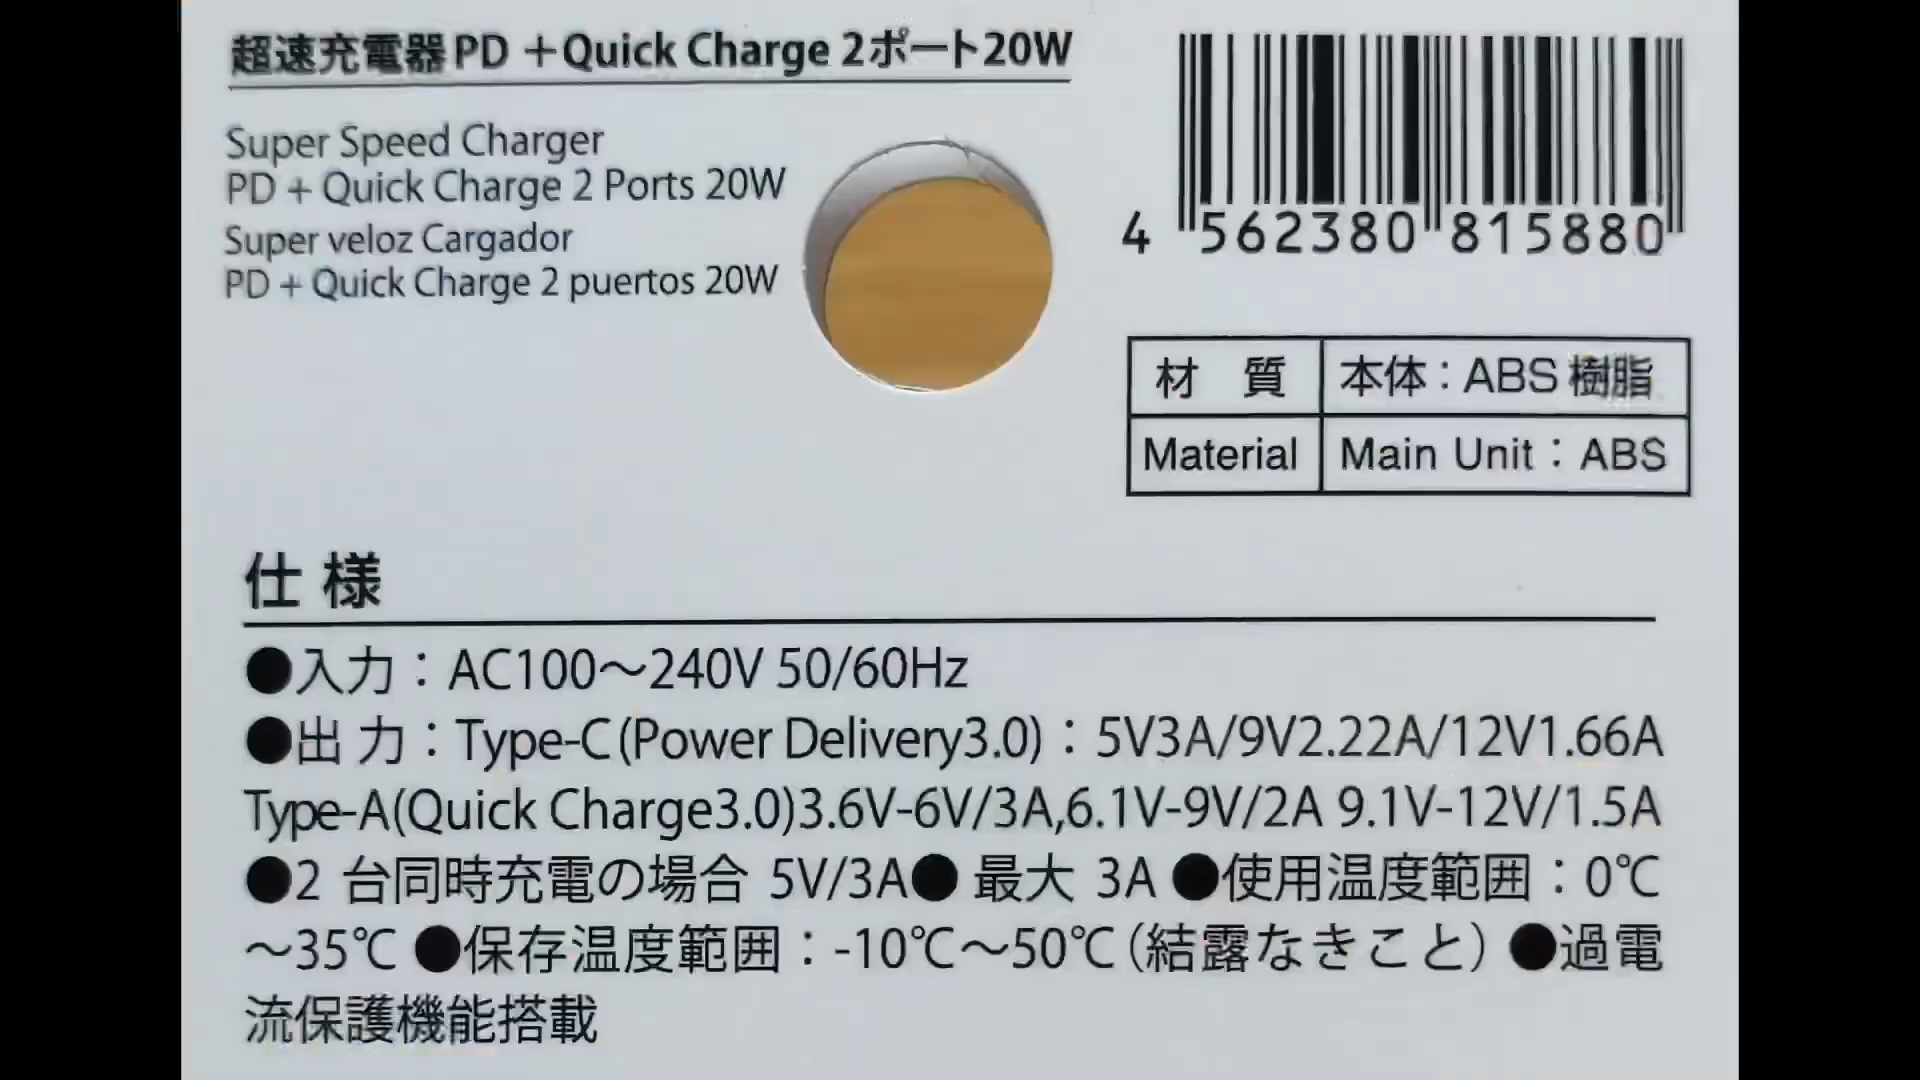 超速充電器PD +Quick Charge 2ポート20W
Super Speed Charger
PD + Quick Charge 2 Ports 20W
Super veloz Cargador
PD + Quick Charge 2 puertos 20W
4 562380 815880
材 質 本体：ABS 樹脂
Material Main Unit：ABS
仕 様
●入力：AC100～240V 50/60Hz
●出 力：Type-C (Power Delivery3.0)：5V3A/9V2.22A/12V1.66A
Type-A(Quick Charge3.0)3.6V-6V/3A,6.1V-9V/2A 9.1V-12V/1.5A
●2 台同時充電の場合 5V/3A● 最大 3A ●使用温度範囲：0℃
～35℃ ●保存温度範囲：-10℃～50℃（結露なきこと）●過電
流保護機能搭載